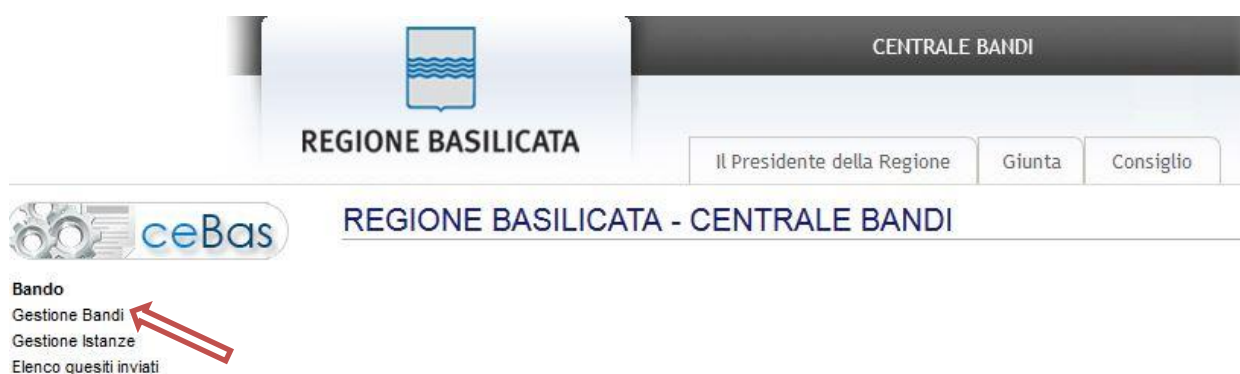 CENTRALE BANDI
REGIONE BASILICATA
Il Presidente della Regione Giunta Consiglio
ceBas
REGIONE BASILICATA - CENTRALE BANDI
Bando
Gestione Bandi
Gestione Istanze
Elenco quesiti inviati